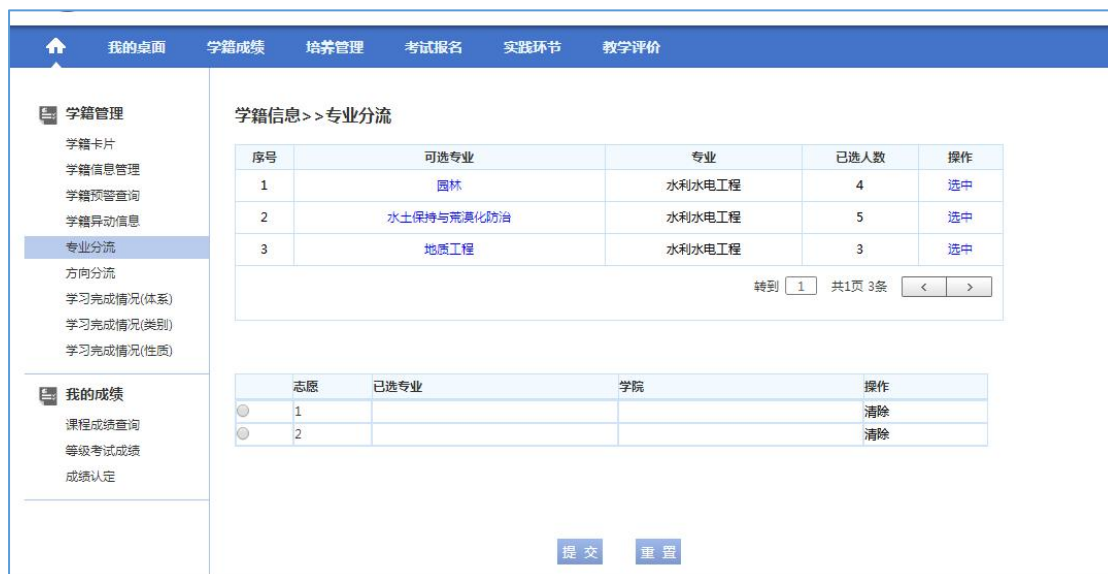 我的桌面 学籍成绩 培养管理 考试报名 实践环节 教学评价
学籍管理
学籍卡片
学籍信息管理
学籍预警查询
学籍异动信息
专业分流
方向分流
学习完成情况(体系)
学习完成情况(类别)
学习完成情况(性质)
我的成绩
课程成绩查询
等级考试成绩
成绩认定
学籍信息>>专业分流
序号 可选专业 专业 已选人数 操作
1 园林 水利水电工程 4 选中
2 水土保持与荒漠化防治 水利水电工程 5 选中
3 地质工程 水利水电工程 3 选中
转到 1 共1页 3条 < >
志愿 已选专业 学院 操作
1 清除
2 清除
提 交 重 置